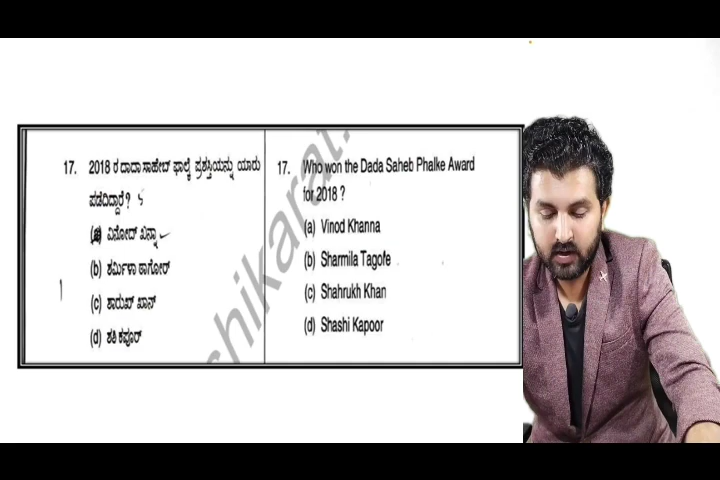 17. 2018 ರ ದಾದಾ ಸಾಹೇಬ್ ಫಾಲ್ಕೆ ಪ್ರಶಸ್ತಿಯನ್ನು ಯಾರು
ಪಡೆದಿದ್ದಾರೆ?
(a) ವಿನೋದ್ ಖನ್ನಾ
(b) ಶರ್ಮಿಳಾ ಠಾಗೋರ್
(c) ಶಾರುಖ್ ಖಾನ್
(d) ಶಶಿ ಕಪೂರ್
17. Who won the Dada Saheb Phalke Award
for 2018 ?
(a) Vinod Khanna
(b) Sharmila Tagofe
(c) Shahrukh Khan
(d) Shashi Kapoor